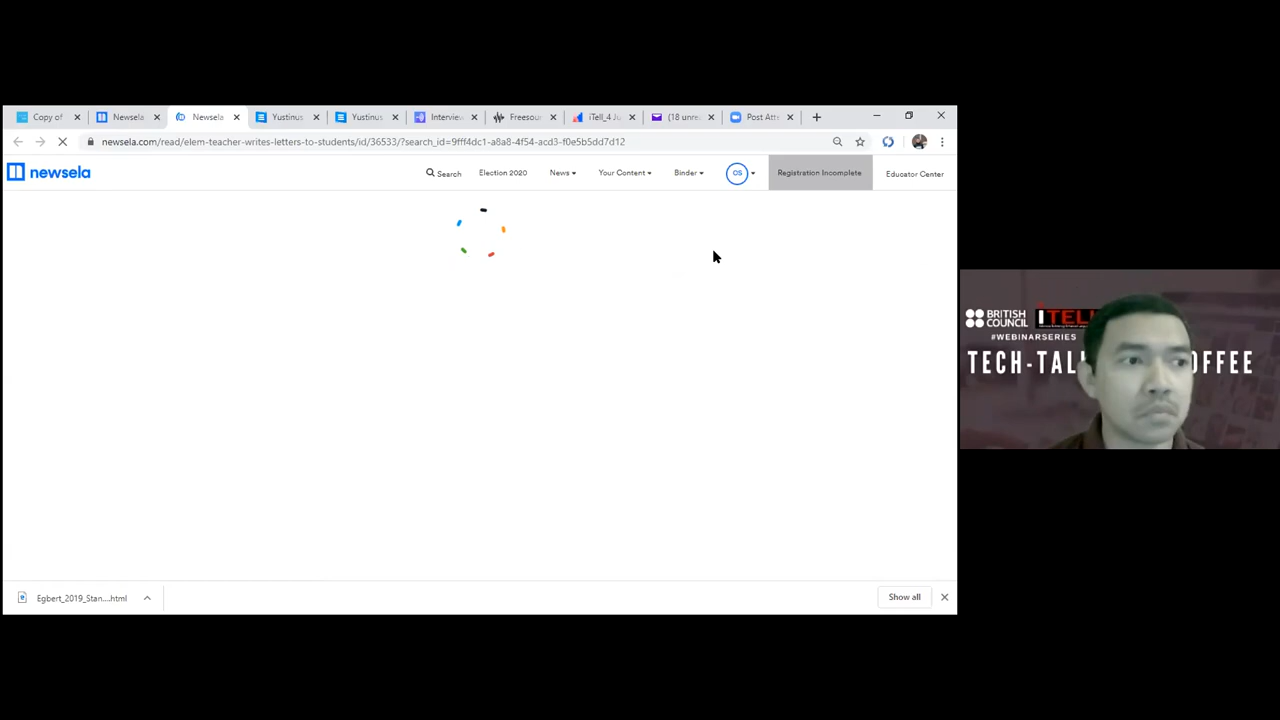 Copy of
Newsela
Newsela
Yustinus
Yustinus
Interview
Freesour
iTell_4 Ju
(18 unre
Post Atte
newsela.com/read/elem-teacher-writes-letters-to-students/id/36533/?search_id=9fff4dc1-a8a8-4f54-acd3-f0e5b5dd7d12
newsela
Search
Election 2020
News
Your Content
Binder
OS
Registration Incomplete
Educator Center
BRITISH
COUNCIL
iTELL
#WEBINARSERIES
TECH-TAL OFFEE
Egbert_2019_Stan....html
Show all